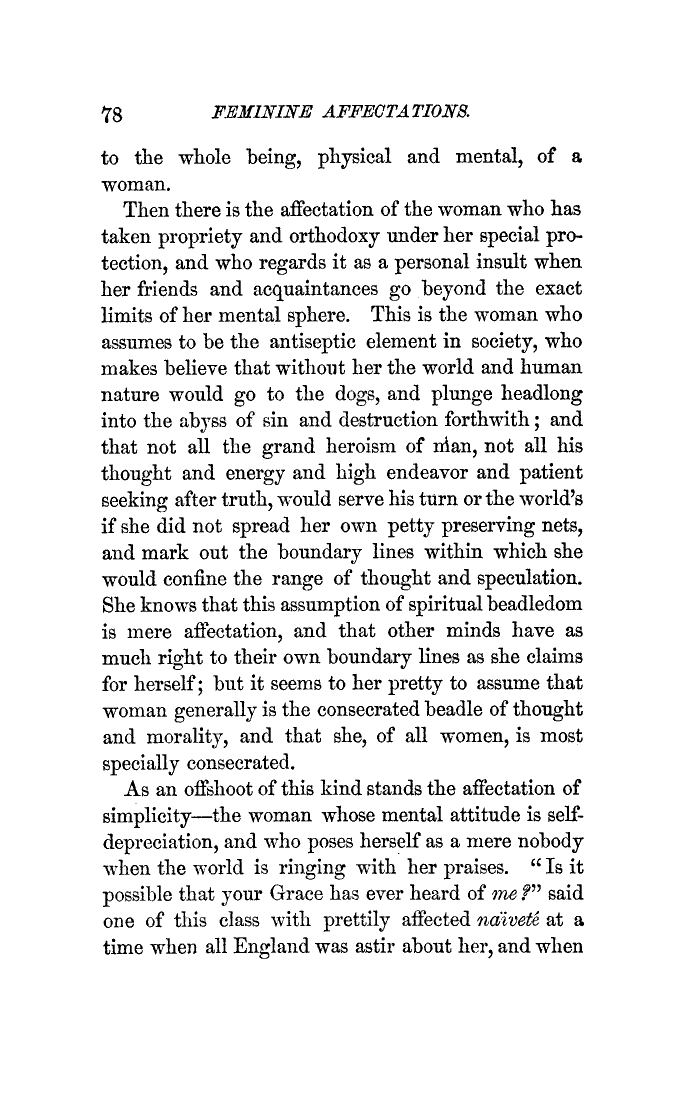 78 FEMININE AFFECTATIONS.
to the whole being, physical and mental, of a
woman.
Then there is the affectation of the woman who has
taken propriety and orthodoxy under her special pro-
tection, and who regards it as a personal insult when
her friends and acquaintances go beyond the exact
limits of her mental sphere. This is the woman who
assumes to be the antiseptic element in society, who
makes believe that without her the world and human
nature would go to the dogs, and plunge headlong
into the abyss of sin and destruction forthwith; and
that not all the grand heroism of man, not all his
thought and energy and high endeavor and patient
seeking after truth, would serve his turn or the world's
if she did not spread her own petty preserving nets,
and mark out the boundary lines within which she
would confine the range of thought and speculation.
She knows that this assumption of spiritual beadledom
is mere affectation, and that other minds have as
much right to their own boundary lines as she claims
for herself; but it seems to her pretty to assume that
woman generally is the consecrated beadle of thought
and morality, and that she, of all women, is most
specially consecrated.
As an offshoot of this kind stands the affectation of
simplicity—the woman whose mental attitude is self-
depreciation, and who poses herself as a mere nobody
when the world is ringing with her praises. "Is it
possible that your Grace has ever heard of me?" said
one of this class with prettily affected naïveté at a
time when all England was astir about her, and when